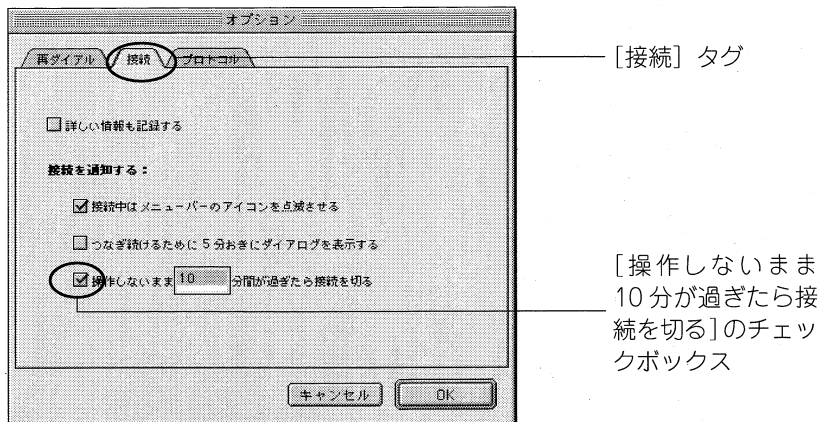 オプション
再ダイアル
接続
プロトコル
[接続] タグ
詳しい情報も記録する
接続を通知する：
接続中はメニューバーのアイコンを点滅させる
つなぎ続けるために 5 分おきにダイアログを表示する
操作しないまま 10 分間が過ぎたら接続を切る
[操作しないまま
10 分が過ぎたら接
続を切る]のチェッ
クボックス
キャンセル
OK